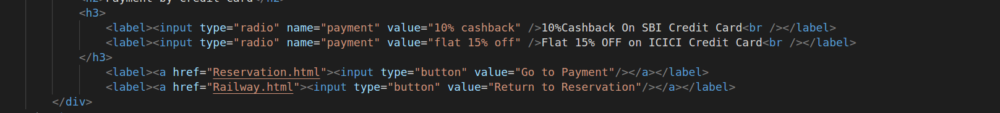 <h2>Payment by Credit Card</h2>
<h3>
<label><input type="radio" name="payment" value="10% cashback" />10%Cashback On SBI Credit Card<br /></label>
<label><input type="radio" name="payment" value="flat 15% off" />Flat 15% OFF on ICICI Credit Card<br /></label>
</h3>
<label><a href="Reservation.html"><input type="button" value="Go to Payment"/></a></label>
<label><a href="Railway.html"><input type="button" value="Return to Reservation"/></a></label>
</div>